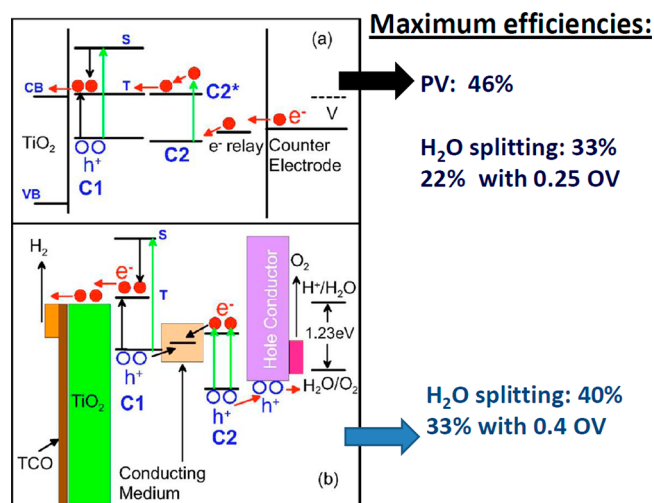 Maximum efficiencies:
(a)
S
CB
T
C2*
PV: 46%
e-
V
TiO₂
h⁺
C2
e- relay
Counter
Electrode
C1
VB
H₂O splitting: 33%
22% with 0.25 OV
H₂
S
e-
T
Hole Conductor
O₂
H⁺/H₂O
e-
1.23eV
h⁺
C1
H₂O/O₂
TiO₂
h⁺
h⁺
C2
TCO
Conducting
Medium
(b)
H₂O splitting: 40%
33% with 0.4 OV